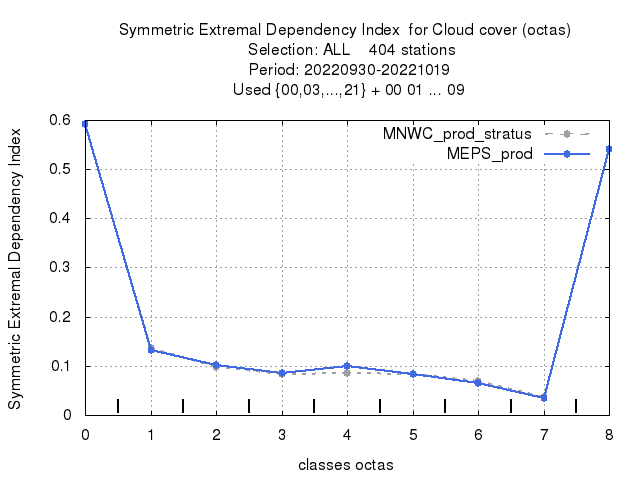 Symmetric Extremal Dependency Index  for Cloud cover (octas)
Selection: ALL    404 stations
Period: 20220930-20221019
Used {00,03,...,21} + 00 01 ... 09
MNWC_prod_stratus
MEPS_prod
Symmetric Extremal Dependency Index
0.6
0.5
0.4
0.3
0.2
0.1
0
0 1 2 3 4 5 6 7 8
classes octas